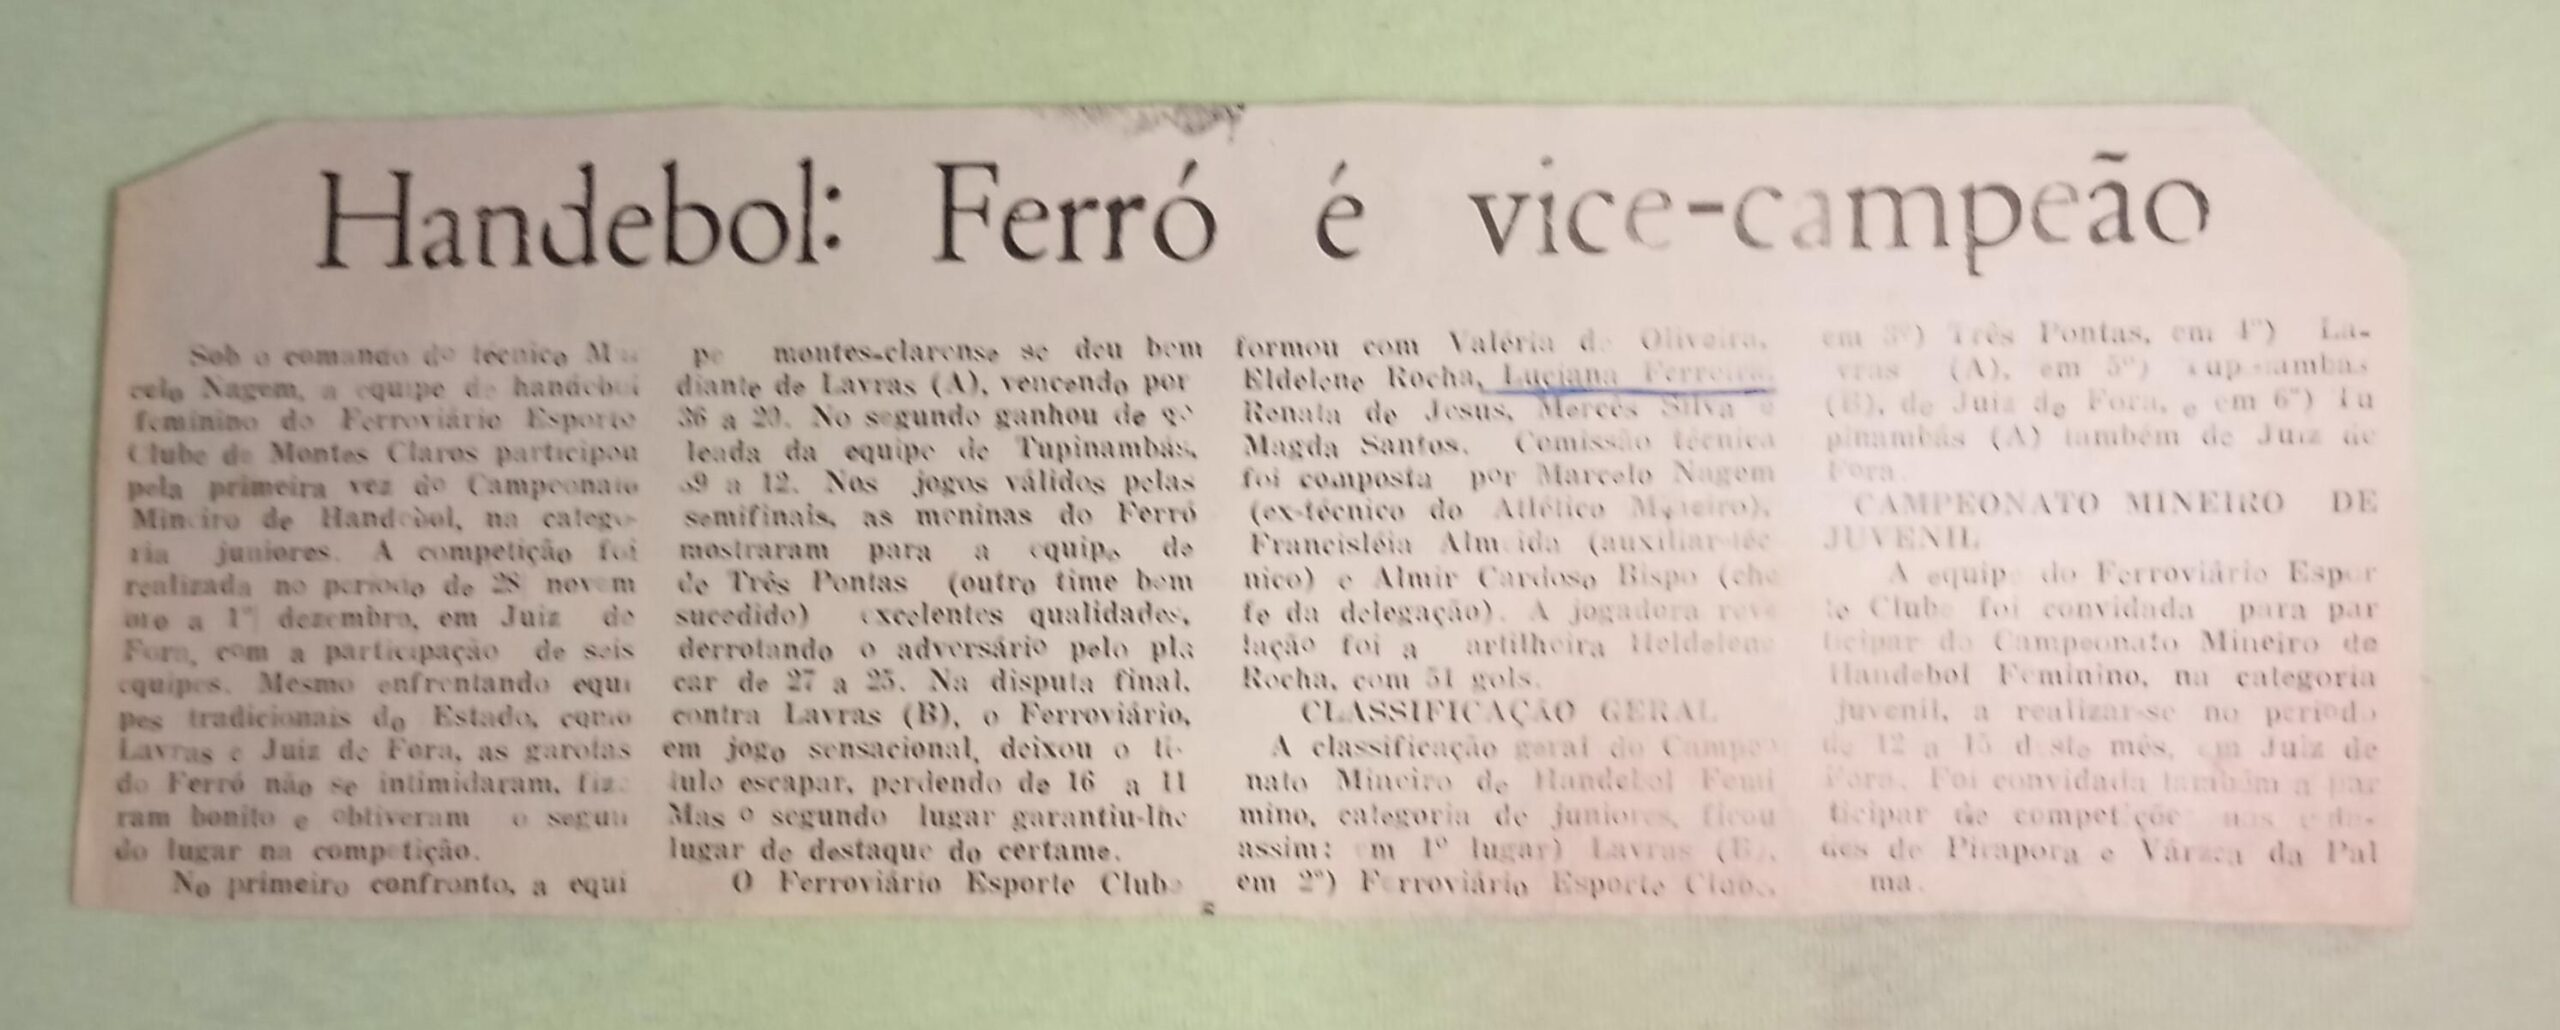 Handebol: Ferró é vice-campeão
Sob o comando do técnico Mar
celo Nagem, a equipe de handebol
feminino do Ferroviário Esporte
Clube de Montes Claros participou
pela primeira vez do Campeonato
Mineiro de Handebol, na catego-
ria juniores. A competição foi
realizada no período de 28 novem
bro a 1º dezembro, em Juiz de
Fora, com a participação de seis
equipes. Mesmo enfrentando equi
pes tradicionais do Estado, como
Lavras e Juiz de Fora, as garotas
do Ferró não se intimidaram, fize
ram bonito e obtiveram o segun
do lugar na competição.
No primeiro confronto, a equi
pe montes-clarense se deu bem
diante de Lavras (A), vencendo por
36 a 20. No segundo ganhou de go
leada da equipe de Tupinambás,
a 12. Nos jogos válidos pelas
semifinais, as meninas do Ferró
mostraram para a equipe de
de Três Pontas (outro time bem
sucedido) excelentes qualidades,
derrotando o adversário pelo pla
car de 27 a 25. Na disputa final,
contra Lavras (B), o Ferroviário,
em jogo sensacional, deixou o tí-
tulo escapar, perdendo de 16 a 11
Mas o segundo lugar garantiu-lhe
lugar de destaque do certame.
O Ferroviário Esporte Clube
formou com Valéria de Oliveira,
Eldelene Rocha, Luciana Ferreira,
Renata de Jesus, Mercês Silva e
Magda Santos. Comissão técnica
foi composta por Marcelo Nagem
(ex-técnico do Atlético Mineiro),
Francisléia Almeida (auxiliar-téc
nico) e Almir Cardoso Bispo (che
fe da delegação). A jogadora reve
lação foi a artilheira Heldelene
Rocha, com 51 gols.
CLASSIFICAÇÃO GERAL
A classificação geral do Campeo
nato Mineiro de Handebol Femi
mino, categoria de juniores, ficou
assim: em 1º lugar) Lavras (B),
em 2º) Ferroviário Esporte Clube,
em 3º) Três Pontas, em 4º) La-
vras (A), em 5º) Tupinambás
(B), de Juiz de Fora, e em 6º) Tu
pinambás (A) também de Juiz de
Fora.
CAMPEONATO MINEIRO DE
JUVENIL
A equipe do Ferroviário Espor
te Clube foi convidada para par
ticipar do Campeonato Mineiro de
Handebol Feminino, na categoria
juvenil, a realizar-se no período
de 12 a 15 deste mês, em Juiz de
Fora. Foi convidada também a par
ticipar de competições nas cida-
des de Pirapora e Várzea da Pal
ma.